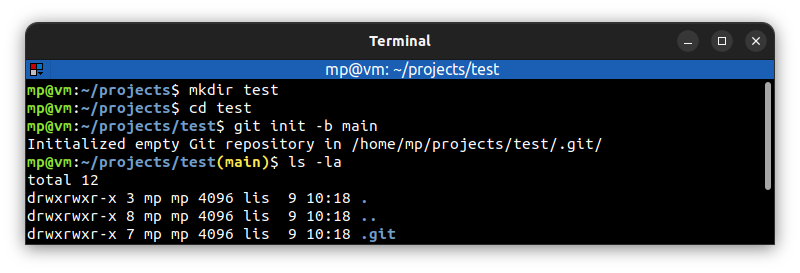 Terminal
mp@vm: ~/projects/test
mp@vm:~/projects$ mkdir test
mp@vm:~/projects$ cd test
mp@vm:~/projects/test$ git init -b main
Initialized empty Git repository in /home/mp/projects/test/.git/
mp@vm:~/projects/test(main)$ ls -la
total 12
drwxrwxr-x 3 mp mp 4096 lis  9 10:18 .
drwxrwxr-x 8 mp mp 4096 lis  9 10:18 ..
drwxrwxr-x 7 mp mp 4096 lis  9 10:18 .git